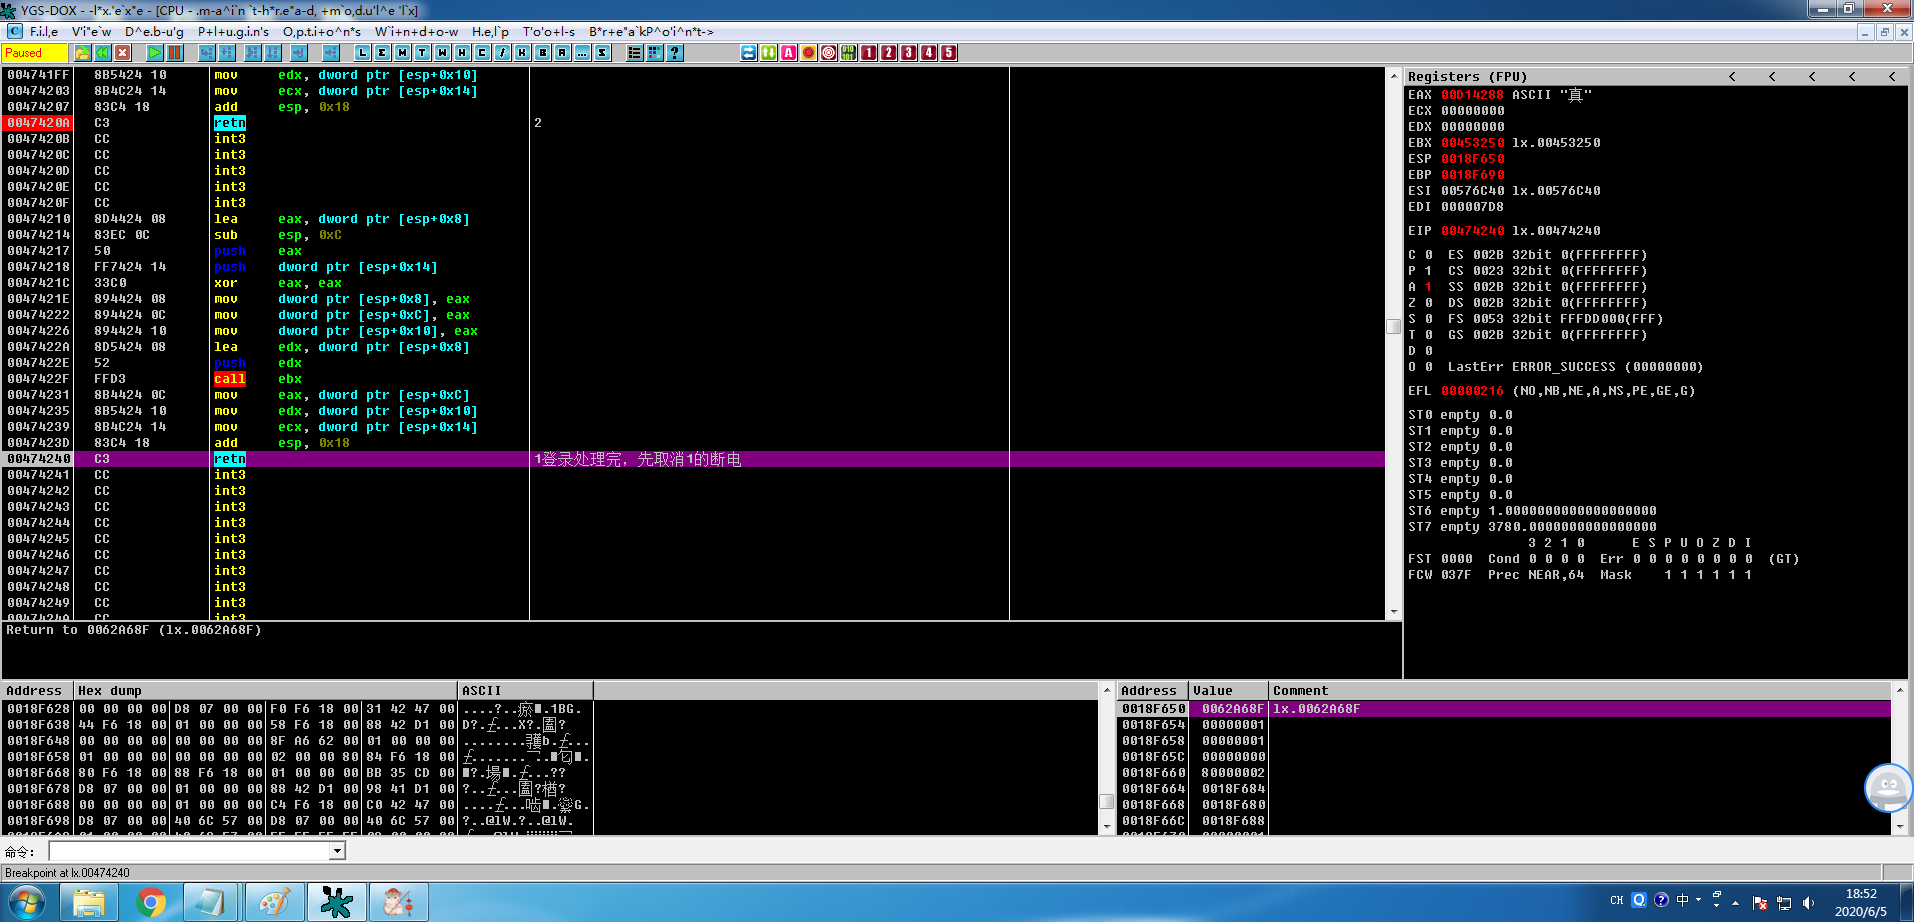 YGS-DOX - -l*x.'e`x"e - [CPU - .m-a^i`n `t-h*r.e"a-d, +m`o,d.u'l^e 'l`x]
F.i.l,e V'i"e`w D^e.b-u'g P+l+u.g.i.n's O,p.t.i+o^n*s W`i+n+d+o-w H.e,l`p T'o'o+l-s B*r+e"a`kP^o'i^n*t->
Paused L E M T W H C / K B R ... S ? A 1 2 3 4 5
004741FF 8B5424 10 mov edx, dword ptr [esp+0x10]
00474203 8B4C24 14 mov ecx, dword ptr [esp+0x14]
00474207 83C4 18 add esp, 0x18
0047420A C3 retn 2
0047420B CC int3
0047420C CC int3
0047420D CC int3
0047420E CC int3
0047420F CC int3
00474210 8D4424 08 lea eax, dword ptr [esp+0x8]
00474214 83EC 0C sub esp, 0xC
00474217 50 push eax
00474218 FF7424 14 push dword ptr [esp+0x14]
0047421C 33C0 xor eax, eax
0047421E 894424 08 mov dword ptr [esp+0x8], eax
00474222 894424 0C mov dword ptr [esp+0xC], eax
00474226 894424 10 mov dword ptr [esp+0x10], eax
0047422A 8D5424 08 lea edx, dword ptr [esp+0x8]
0047422E 52 push edx
0047422F FFD3 call ebx
00474231 8B4424 0C mov eax, dword ptr [esp+0xC]
00474235 8B5424 10 mov edx, dword ptr [esp+0x10]
00474239 8B4C24 14 mov ecx, dword ptr [esp+0x14]
0047423D 83C4 18 add esp, 0x18
00474240 C3 retn 1登录处理完，先取消1的断电
00474241 CC int3
00474242 CC int3
00474243 CC int3
00474244 CC int3
00474245 CC int3
00474246 CC int3
00474247 CC int3
00474248 CC int3
00474249 CC int3
0047424A CC int3
Return to 0062A68F (lx.0062A68F)
Registers (FPU) < < < < <
EAX 00D14288 ASCII "真"
ECX 00000000
EDX 00000000
EBX 00453250 lx.00453250
ESP 0018F650
EBP 0018F690
ESI 00576C40 lx.00576C40
EDI 000007D8
EIP 00474240 lx.00474240
C 0 ES 002B 32bit 0(FFFFFFFF)
P 1 CS 0023 32bit 0(FFFFFFFF)
A 1 SS 002B 32bit 0(FFFFFFFF)
Z 0 DS 002B 32bit 0(FFFFFFFF)
S 0 FS 0053 32bit FFFDD000(FFF)
T 0 GS 002B 32bit 0(FFFFFFFF)
D 0
O 0 LastErr ERROR_SUCCESS (00000000)
EFL 00000216 (NO,NB,NE,A,NS,PE,GE,G)
ST0 empty 0.0
ST1 empty 0.0
ST2 empty 0.0
ST3 empty 0.0
ST4 empty 0.0
ST5 empty 0.0
ST6 empty 1.0000000000000000000
ST7 empty 3780.0000000000000000
3 2 1 0 E S P U O Z D I
FST 0000 Cond 0 0 0 0 Err 0 0 0 0 0 0 0 0 (GT)
FCW 037F Prec NEAR,64 Mask 1 1 1 1 1 1
Address Hex dump ASCII
0018F628 00 00 00 00 D8 07 00 00 F0 F6 18 00 31 42 47 00
0018F638 44 F6 18 00 01 00 00 00 58 F6 18 00 88 42 D1 00
0018F648 00 00 00 00 00 00 00 00 8F A6 62 00 01 00 00 00
0018F658 01 00 00 00 00 00 00 00 02 00 00 80 84 F6 18 00
0018F668 80 F6 18 00 88 F6 18 00 01 00 00 00 BB 35 CD 00
0018F678 D8 07 00 00 01 00 00 00 88 42 D1 00 98 41 D1 00
0018F688 00 00 00 00 01 00 00 00 C4 F6 18 00 C0 42 47 00
0018F698 D8 07 00 00 40 6C 57 00 D8 07 00 00 40 6C 57 00 ?..@lW.?..@lW.
Address Value Comment
0018F650 0062A68F lx.0062A68F
0018F654 00000001
0018F658 00000001
0018F65C 00000000
0018F660 80000002
0018F664 0018F684
0018F668 0018F680
0018F66C 0018F688
命令:
Breakpoint at lx.00474240
CH 中 18:52
2020/6/5